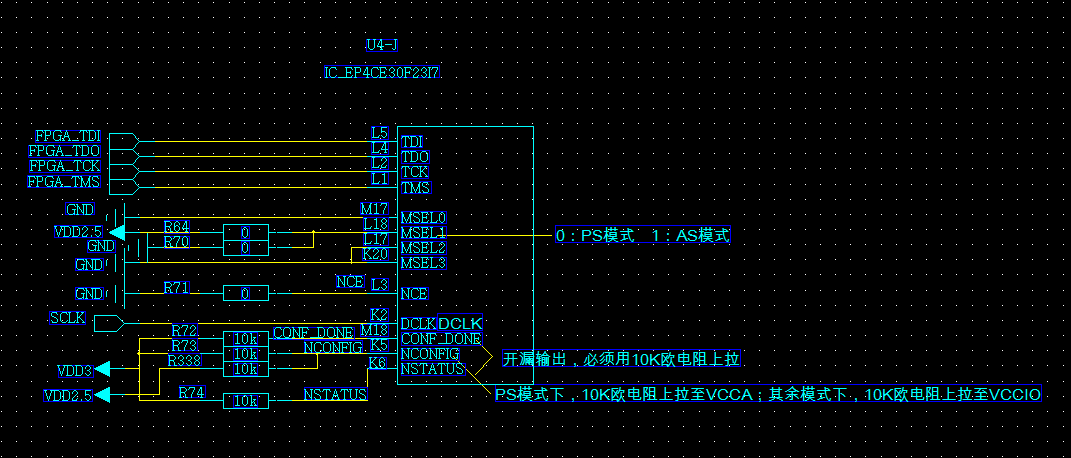 U4-J
IC_EP4CE30F23I7
FPGA_TDI L5 TDI
FPGA_TDO L4 TDO
FPGA_TCK L2 TCK
FPGA_TMS L1 TMS
GND M17 MSEL0
VDD2.5 R64 0 L18 MSEL1 0：PS模式 1：AS模式
GND R70 0 L17 MSEL2
GND K20 MSEL3
GND R71 0 NCE L3 NCE
SCLK K2 DCLK DCLK
R72 10k CONF_DONE M18 CONF_DONE
R73 10k NCONFIG K5 NCONFIG
VDD3 R338 10k K6 NSTATUS
开漏输出，必须用10K欧电阻上拉
VDD2.5 R74 10k NSTATUS
PS模式下，10K欧电阻上拉至VCCA；其余模式下，10K欧电阻上拉至VCCIO